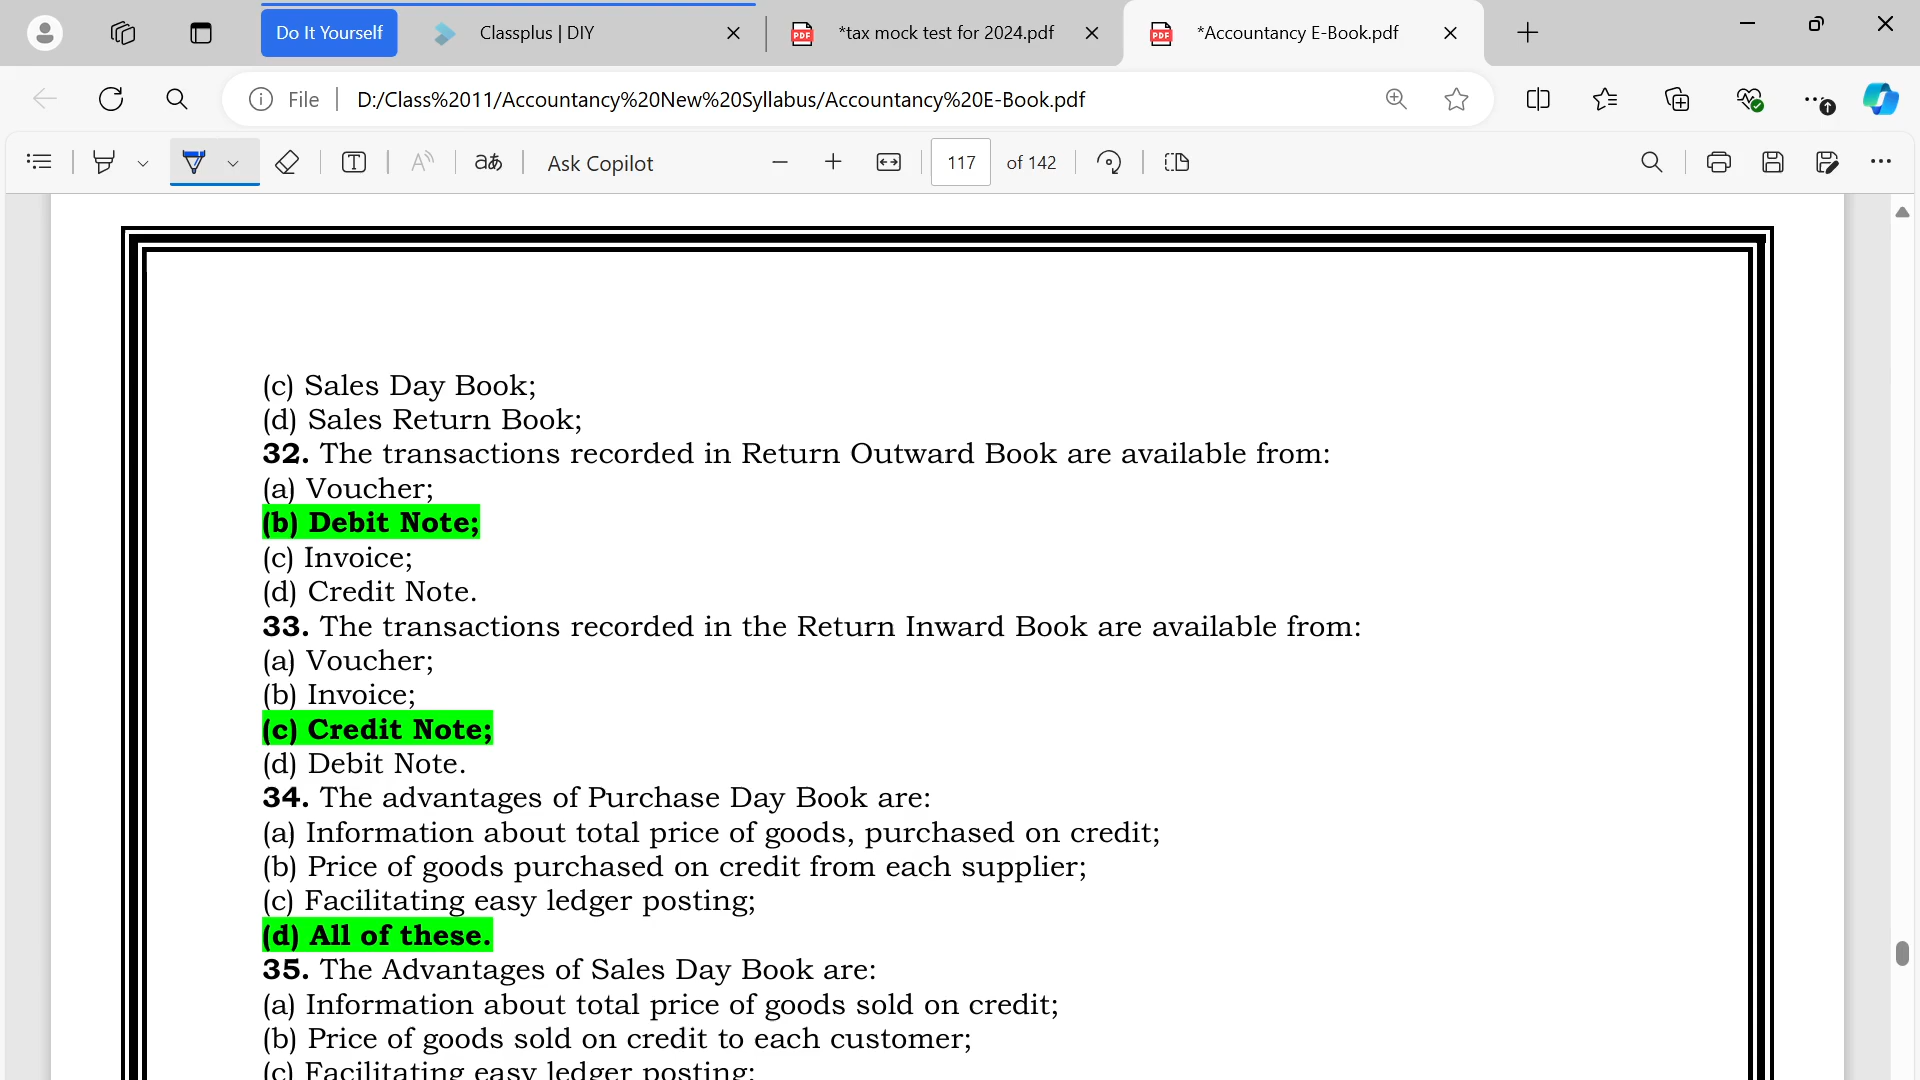 Do It Yourself
Classplus | DIY
*tax mock test for 2024.pdf
*Accountancy E-Book.pdf
File
D:/Class%2011/Accountancy%20New%20Syllabus/Accountancy%20E-Book.pdf
Ask Copilot
117 of 142
(c) Sales Day Book;
(d) Sales Return Book;
32. The transactions recorded in Return Outward Book are available from:
(a) Voucher;
(b) Debit Note;
(c) Invoice;
(d) Credit Note.
33. The transactions recorded in the Return Inward Book are available from:
(a) Voucher;
(b) Invoice;
(c) Credit Note;
(d) Debit Note.
34. The advantages of Purchase Day Book are:
(a) Information about total price of goods, purchased on credit;
(b) Price of goods purchased on credit from each supplier;
(c) Facilitating easy ledger posting;
(d) All of these.
35. The Advantages of Sales Day Book are:
(a) Information about total price of goods sold on credit;
(b) Price of goods sold on credit to each customer;
(c) Facilitating easy ledger posting;